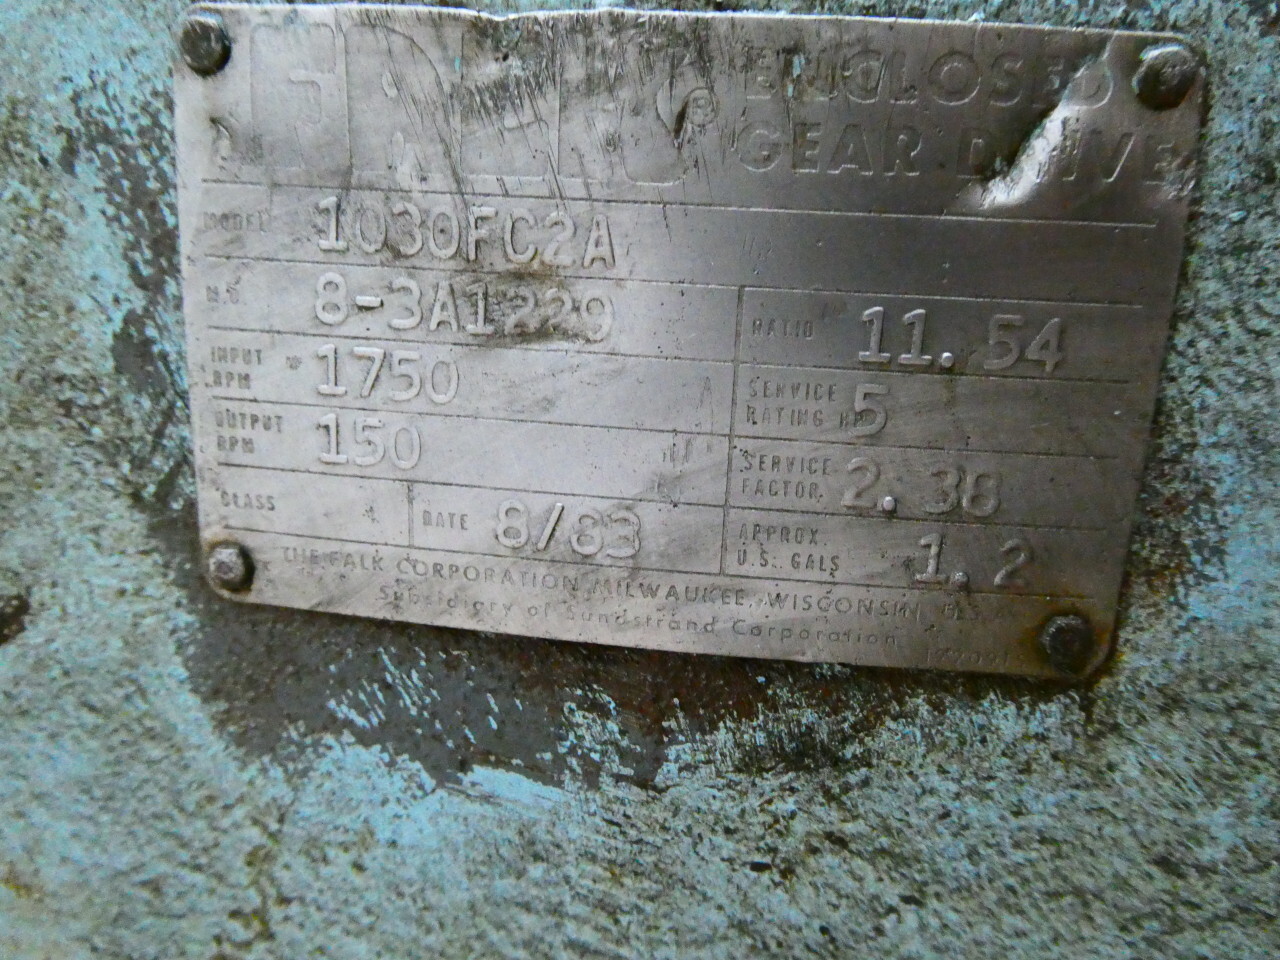 FALK® ENCLOSED
GEAR DRIVE
MODEL 1030FC2A
M.O. 8-3A1229
RATIO 11.54
INPUT RPM 1750
SERVICE RATING HP 5
OUTPUT RPM 150
SERVICE FACTOR 2.38
CLASS
DATE 8/83
APPROX. U.S. GALS 1.2
THE FALK CORPORATION, MILWAUKEE, WISCONSIN, U.S.A.
Subsidiary of Sundstrand Corporation